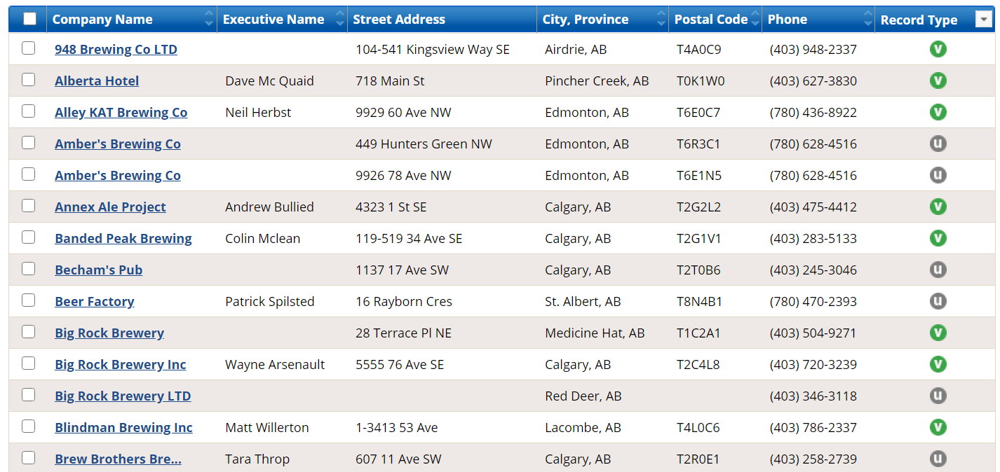 Company Name Executive Name Street Address City, Province Postal Code Phone Record Type
948 Brewing Co LTD 104-541 Kingsview Way SE Airdrie, AB T4A0C9 (403) 948-2337 V
Alberta Hotel Dave Mc Quaid 718 Main St Pincher Creek, AB T0K1W0 (403) 627-3830 V
Alley KAT Brewing Co Neil Herbst 9929 60 Ave NW Edmonton, AB T6E0C7 (780) 436-8922 V
Amber's Brewing Co 449 Hunters Green NW Edmonton, AB T6R3C1 (780) 628-4516 u
Amber's Brewing Co 9926 78 Ave NW Edmonton, AB T6E1N5 (780) 628-4516 u
Annex Ale Project Andrew Bullied 4323 1 St SE Calgary, AB T2G2L2 (403) 475-4412 V
Banded Peak Brewing Colin Mclean 119-519 34 Ave SE Calgary, AB T2G1V1 (403) 283-5133 V
Becham's Pub 1137 17 Ave SW Calgary, AB T2T0B6 (403) 245-3046 u
Beer Factory Patrick Spilsted 16 Rayborn Cres St. Albert, AB T8N4B1 (780) 470-2393 u
Big Rock Brewery 28 Terrace Pl NE Medicine Hat, AB T1C2A1 (403) 504-9271 V
Big Rock Brewery Inc Wayne Arsenault 5555 76 Ave SE Calgary, AB T2C4L8 (403) 720-3239 V
Big Rock Brewery LTD Red Deer, AB (403) 346-3118 u
Blindman Brewing Inc Matt Willerton 1-3413 53 Ave Lacombe, AB T4L0C6 (403) 786-2337 V
Brew Brothers Bre... Tara Throp 607 11 Ave SW Calgary, AB T2R0E1 (403) 258-2739 u